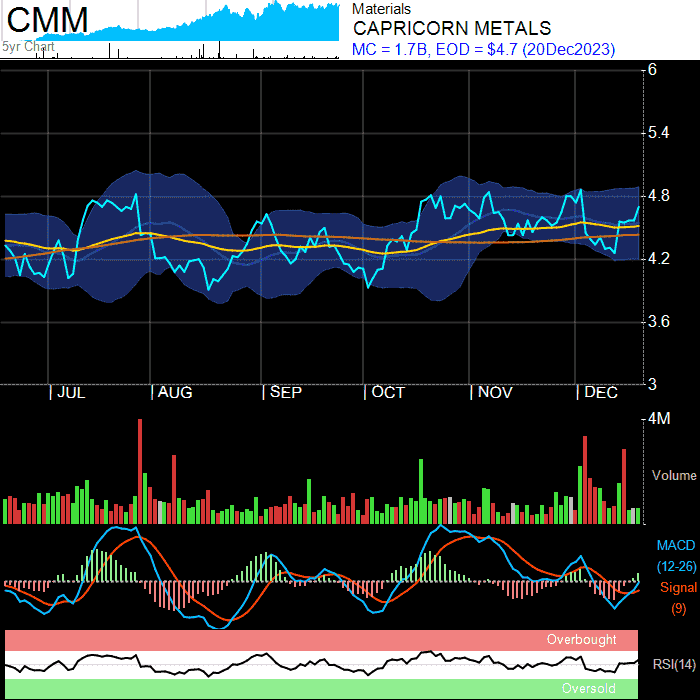 CMM
5yr Chart
Materials
CAPRICORN METALS
MC = 1.7B, EOD = $4.7 (20Dec2023)
6
5.4
4.8
4.2
3.6
3
| JUL | AUG | SEP | OCT | NOV | DEC
4M
Volume
MACD
(12-26)
Signal
(9)
Overbought
RSI(14)
Oversold